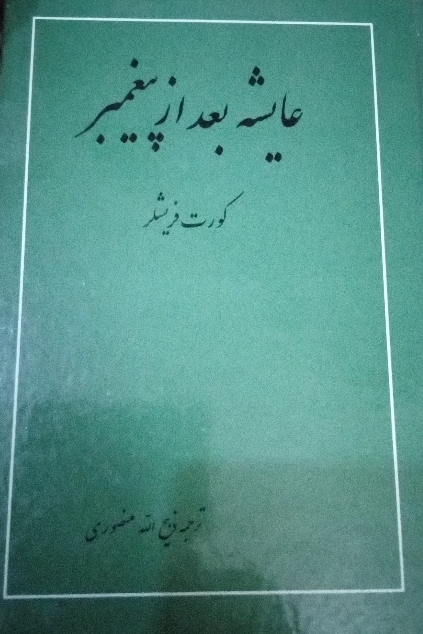 عایشه بعد از پیغمبر
کورت فریشلر
ترجمه ذبیح الله منصوری